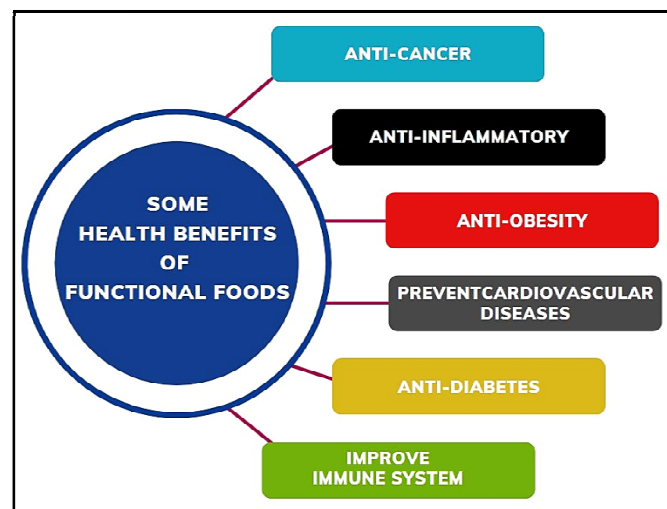 SOME
HEALTH BENEFITS
OF
FUNCTIONAL FOODS
ANTI-CANCER
ANTI-INFLAMMATORY
ANTI-OBESITY
PREVENTCARDIOVASCULAR
DISEASES
ANTI-DIABETES
IMPROVE
IMMUNE SYSTEM